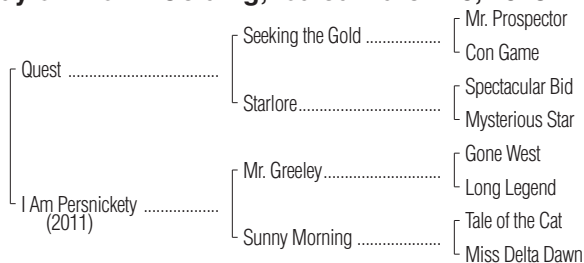 Seeking the Gold ..................
Mr. Prospector
Con Game
Quest ....................................
Starlore..................................
Spectacular Bid
Mysterious Star
I Am Persnickety ..................
(2011)
Mr. Greeley............................
Gone West
Long Legend
Sunny Morning ....................
Tale of the Cat
Miss Delta Dawn